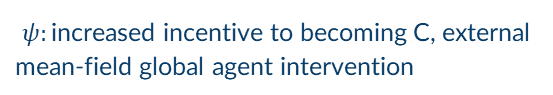 ψ: increased incentive to becoming C, external
mean-field global agent intervention